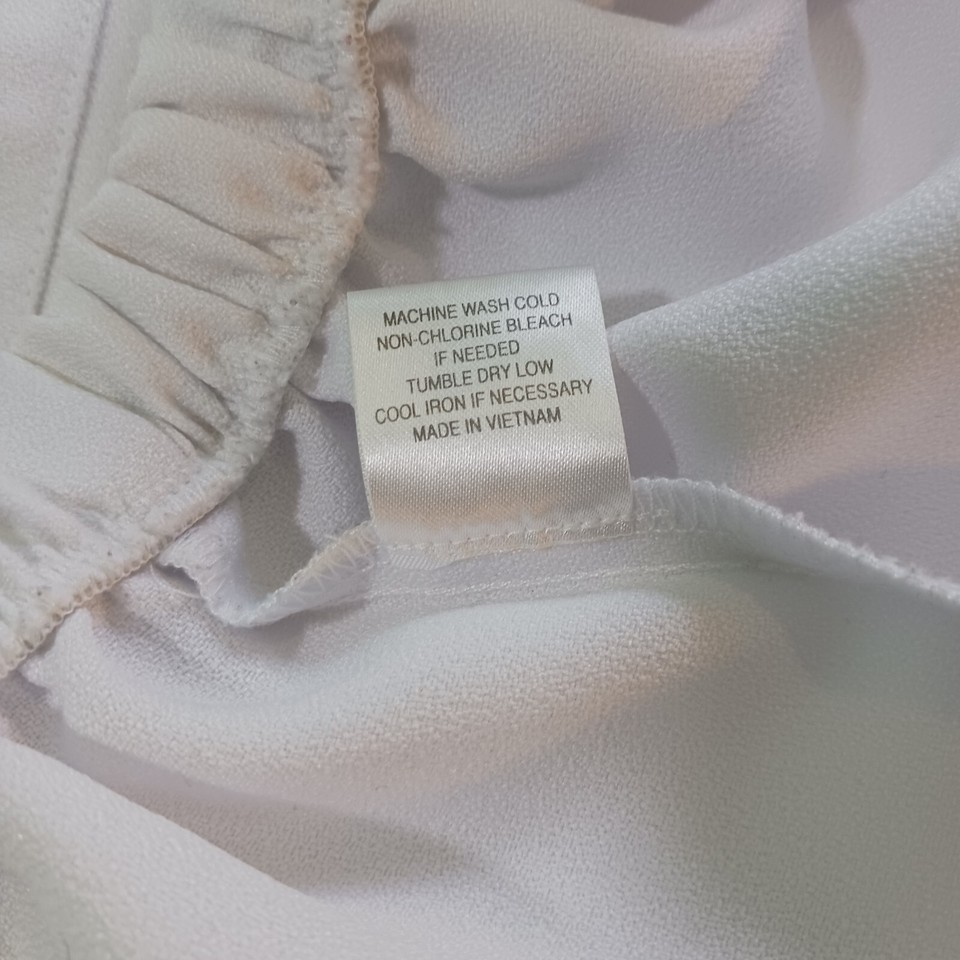 MACHINE WASH COLD
NON-CHLORINE BLEACH
IF NEEDED
TUMBLE DRY LOW
COOL IRON IF NECESSARY
MADE IN VIETNAM